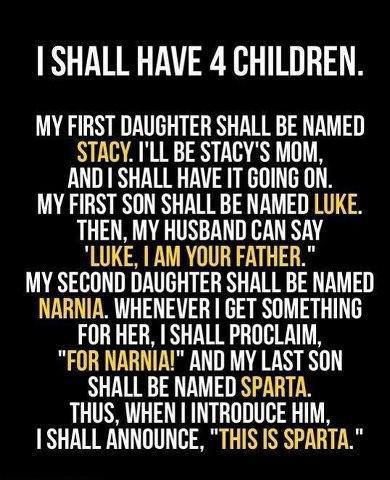 I SHALL HAVE 4 CHILDREN.
MY FIRST DAUGHTER SHALL BE NAMED
STACY. I'LL BE STACY'S MOM,
AND I SHALL HAVE IT GOING ON.
MY FIRST SON SHALL BE NAMED LUKE.
THEN, MY HUSBAND CAN SAY
'LUKE, I AM YOUR FATHER."
MY SECOND DAUGHTER SHALL BE NAMED
NARNIA. WHENEVER I GET SOMETHING
FOR HER, I SHALL PROCLAIM,
"FOR NARNIA!" AND MY LAST SON
SHALL BE NAMED SPARTA.
THUS, WHEN I INTRODUCE HIM,
I SHALL ANNOUNCE, "THIS IS SPARTA."